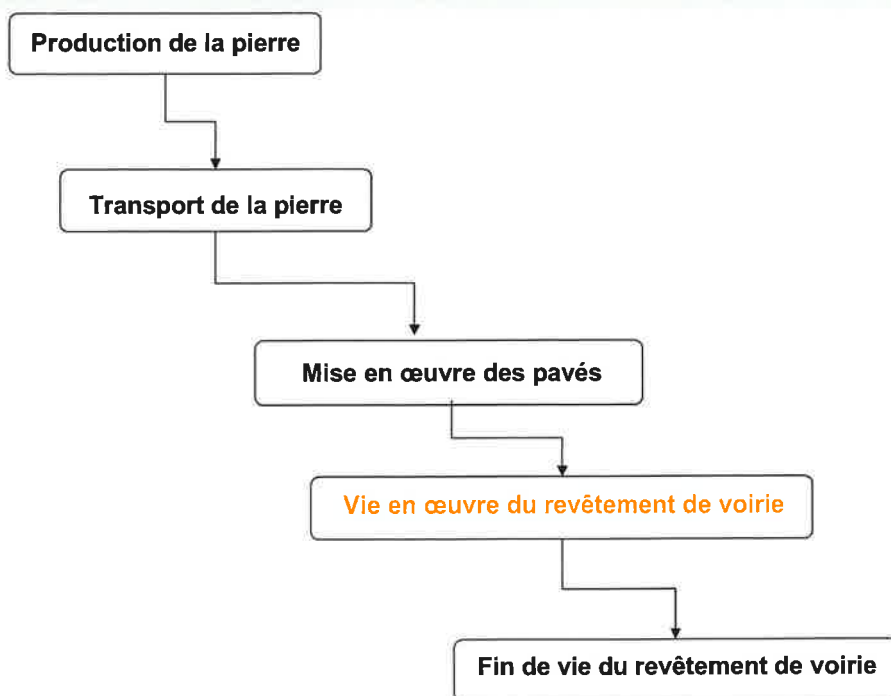 Production de la pierre
Transport de la pierre
Mise en œuvre des pavés
Vie en œuvre du revêtement de voirie
Fin de vie du revêtement de voirie